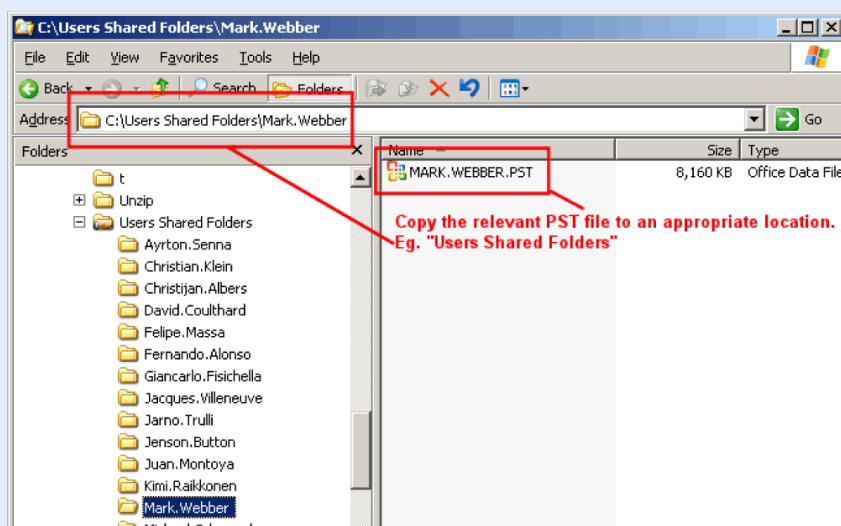 C:\Users Shared Folders\Mark.Webber
File Edit View Favorites Tools Help
Back Search Folders
Address C:\Users Shared Folders\Mark.Webber Go
Folders
t
Unzip
Users Shared Folders
Ayrton.Senna
Christian.Klein
Christijan.Albers
David.Coulthard
Felipe.Massa
Fernando.Alonso
Giancarlo.Fisichella
Jacques.Villeneuve
Jarno.Trulli
Jenson.Button
Juan.Montoya
Kimi.Raikkonen
Mark.Webber
Name Size Type
MARK.WEBBER.PST 8,160 KB Office Data File
Copy the relevant PST file to an appropriate location.
Eg. "Users Shared Folders"